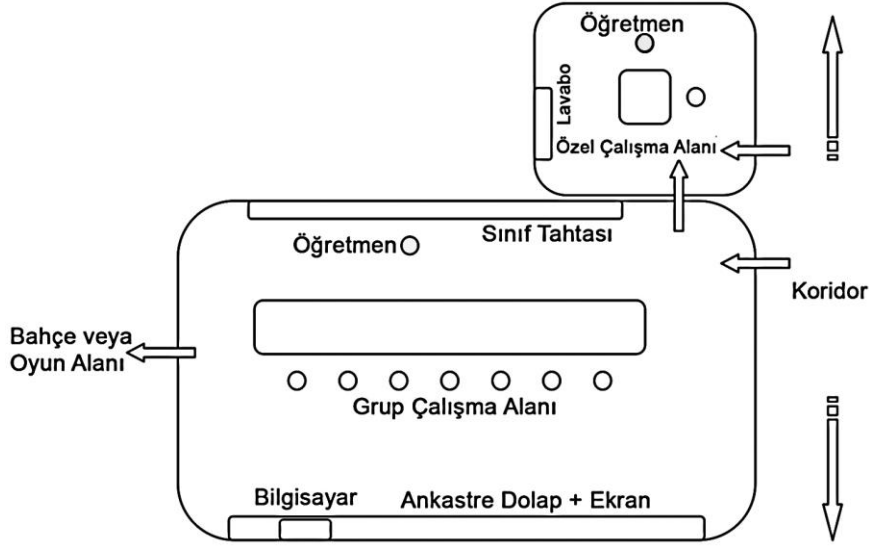 Öğretmen
Lavabo
Özel Çalışma Alanı
Öğretmen
Sınıf Tahtası
Koridor
Bahçe veya
Oyun Alanı
Grup Çalışma Alanı
Bilgisayar
Ankastre Dolap + Ekran